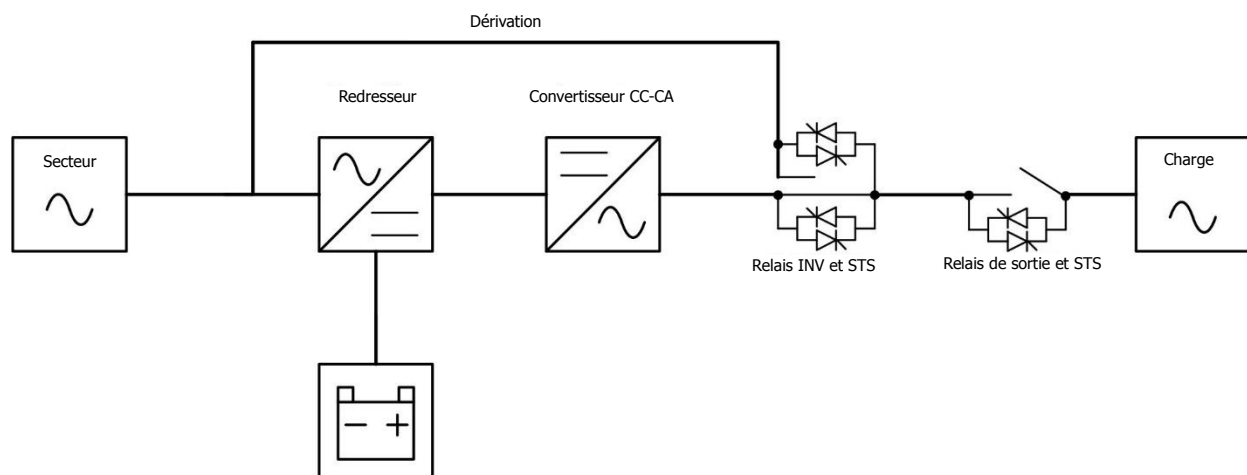 Dérivation
Redresseur
Convertisseur CC-CA
Secteur
Charge
Relais INV et STS
Relais de sortie et STS